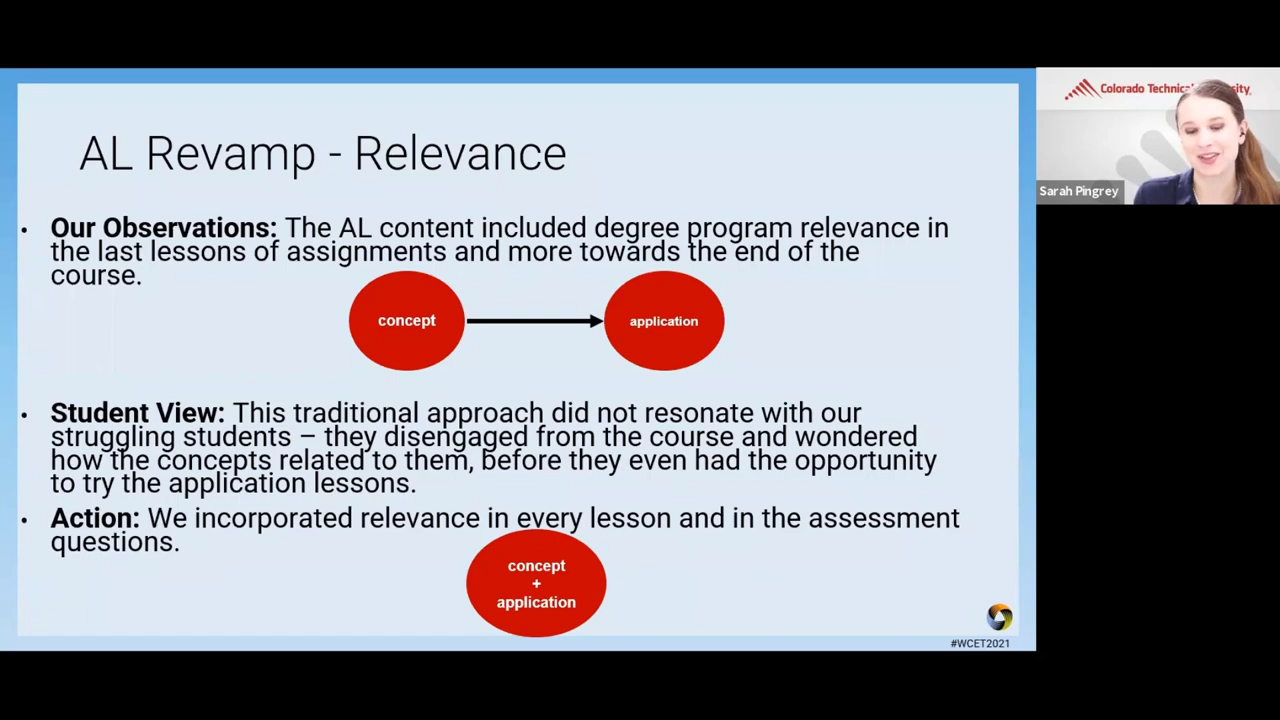 AL Revamp - Relevance
• Our Observations: The AL content included degree program relevance in
the last lessons of assignments and more towards the end of the
course.
concept
application
• Student View: This traditional approach did not resonate with our
struggling students – they disengaged from the course and wondered
how the concepts related to them, before they even had the opportunity
to try the application lessons.
• Action: We incorporated relevance in every lesson and in the assessment
questions.
concept
+
application
#WCET2021
Colorado Technical University
Sarah Pingrey